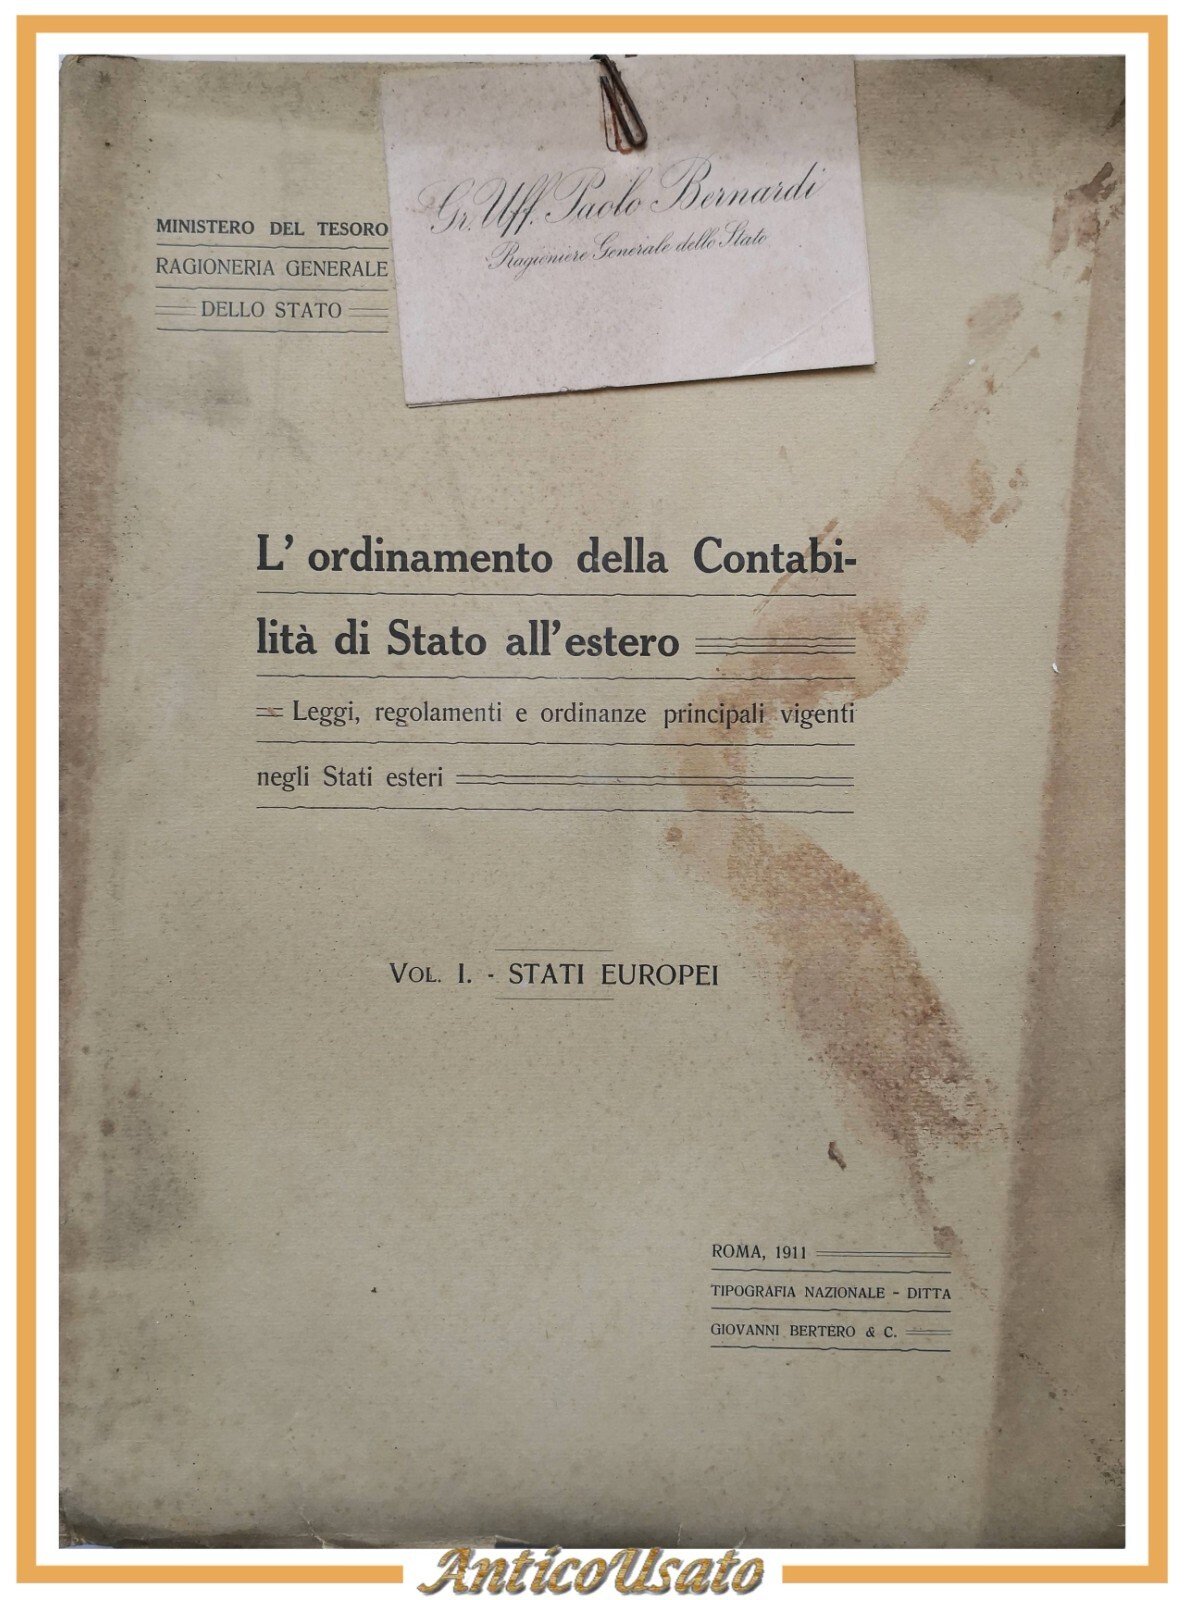 Gr. Uff. Paolo Bernardi
Ragioniere Generale dello Stato
MINISTERO DEL TESORO
RAGIONERIA GENERALE
DELLO STATO
L' ordinamento della Contabi-
lità di Stato all'estero
Leggi, regolamenti e ordinanze principali vigenti
negli Stati esteri
VOL. I. - STATI EUROPEI
ROMA, 1911
TIPOGRAFIA NAZIONALE - DITTA
GIOVANNI BERTERO & C.
AnticoUsato